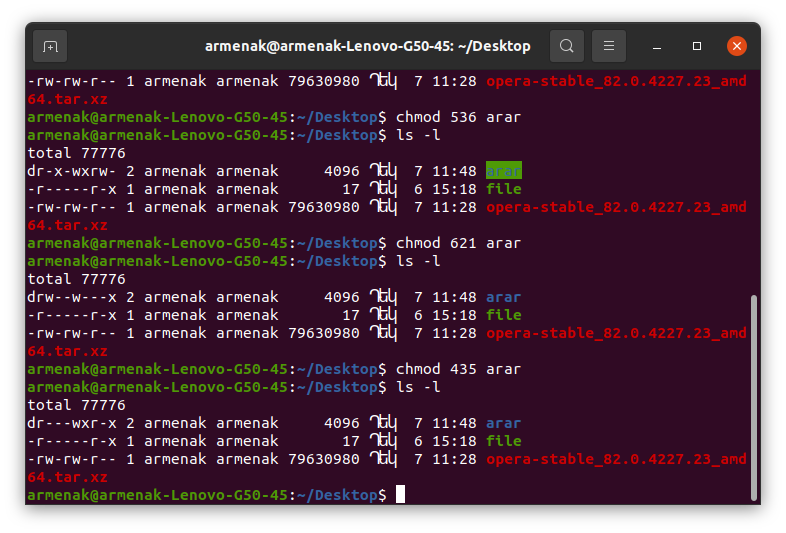 armenak@armenak-Lenovo-G50-45: ~/Desktop
-rw-rw-r-- 1 armenak armenak 79630980 Դեկ  7 11:28 opera-stable_82.0.4227.23_amd
64.tar.xz
armenak@armenak-Lenovo-G50-45:~/Desktop$ chmod 536 arar
armenak@armenak-Lenovo-G50-45:~/Desktop$ ls -l
total 77776
dr-x-wxrw- 2 armenak armenak     4096 Դեկ  7 11:48 arar
-r-----r-x 1 armenak armenak       17 Դեկ  6 15:18 file
-rw-rw-r-- 1 armenak armenak 79630980 Դեկ  7 11:28 opera-stable_82.0.4227.23_amd
64.tar.xz
armenak@armenak-Lenovo-G50-45:~/Desktop$ chmod 621 arar
armenak@armenak-Lenovo-G50-45:~/Desktop$ ls -l
total 77776
drw--w---x 2 armenak armenak     4096 Դեկ  7 11:48 arar
-r-----r-x 1 armenak armenak       17 Դեկ  6 15:18 file
-rw-rw-r-- 1 armenak armenak 79630980 Դեկ  7 11:28 opera-stable_82.0.4227.23_amd
64.tar.xz
armenak@armenak-Lenovo-G50-45:~/Desktop$ chmod 435 arar
armenak@armenak-Lenovo-G50-45:~/Desktop$ ls -l
total 77776
dr---wxr-x 2 armenak armenak     4096 Դեկ  7 11:48 arar
-r-----r-x 1 armenak armenak       17 Դեկ  6 15:18 file
-rw-rw-r-- 1 armenak armenak 79630980 Դեկ  7 11:28 opera-stable_82.0.4227.23_amd
64.tar.xz
armenak@armenak-Lenovo-G50-45:~/Desktop$